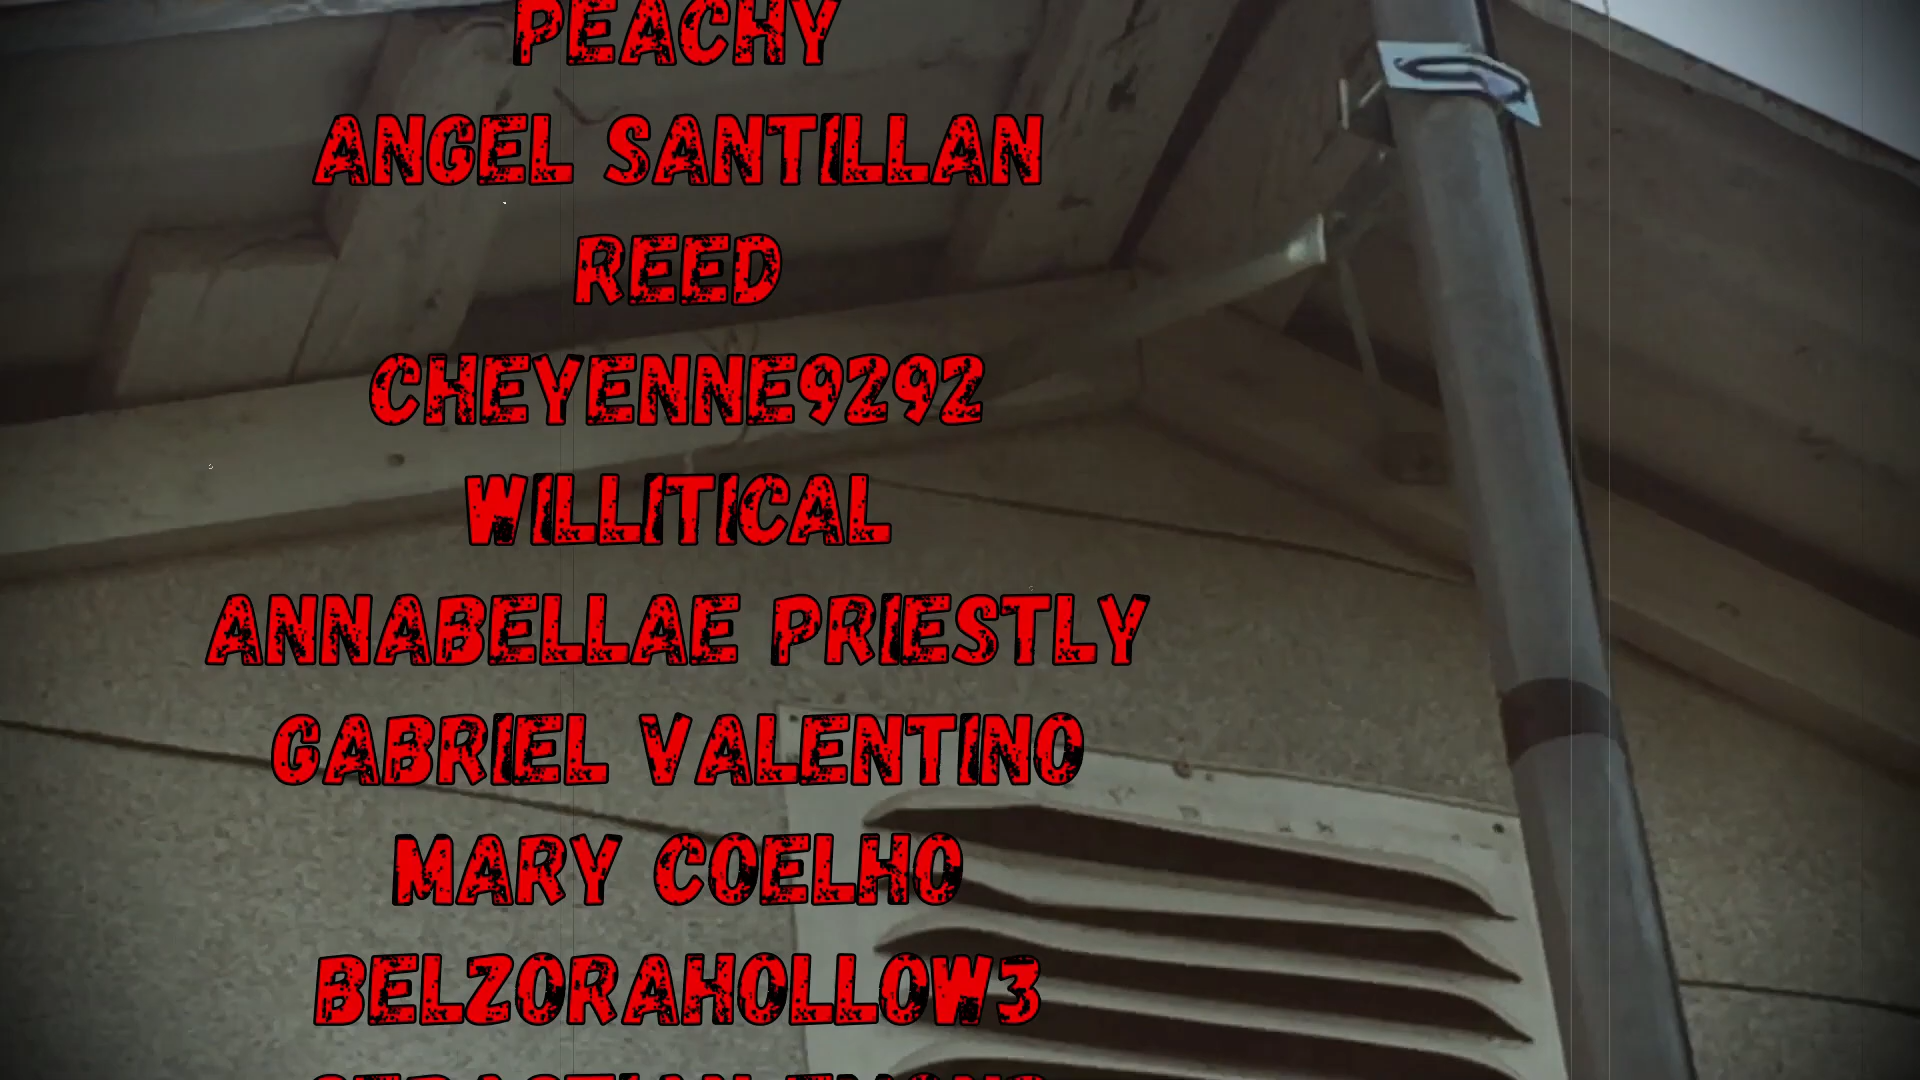 PEACHY
ANGEL SANTILLAN
REED
CHEYENNE9292
WILLITICAL
ANNABELLAE PRIESTLY
GABRIEL VALENTINO
MARY COELHO
BELZORAHOLLOW3